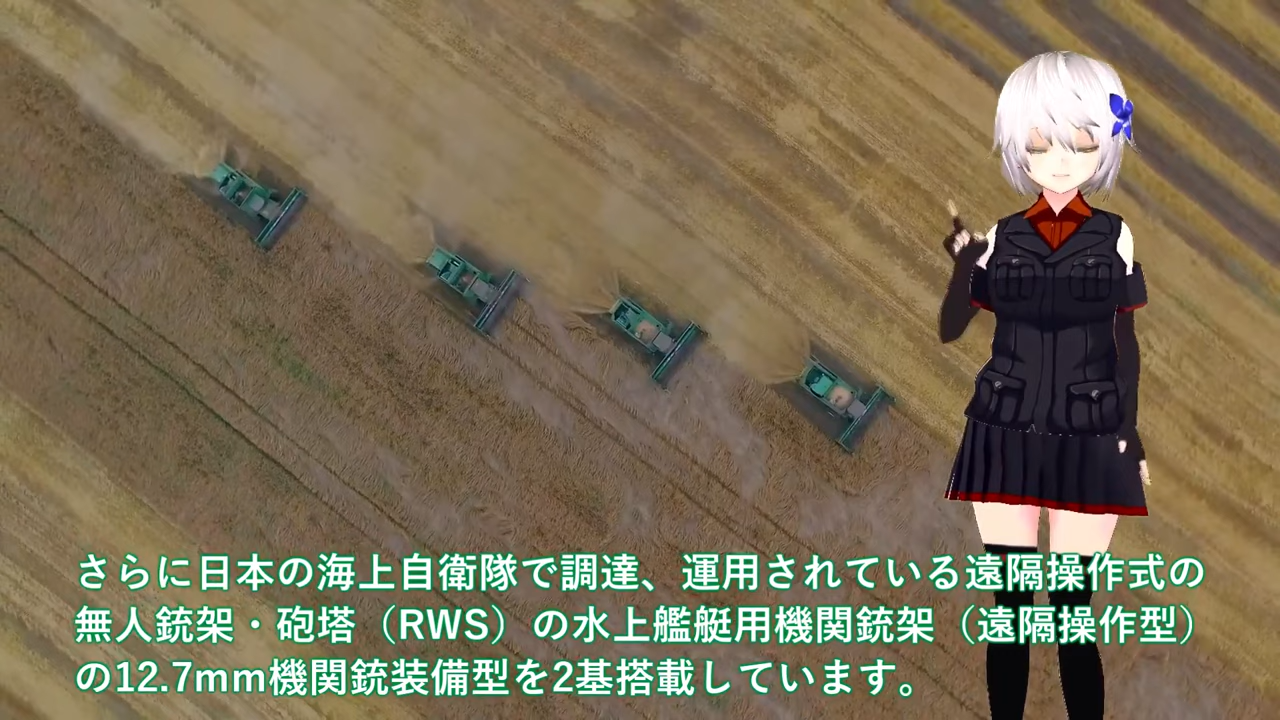 さらに日本の海上自衛隊で調達、運用されている遠隔操作式の
無人銃架・砲塔（RWS）の水上艦艇用機関銃架（遠隔操作型）
の12.7mm機関銃装備型を2基搭載しています。